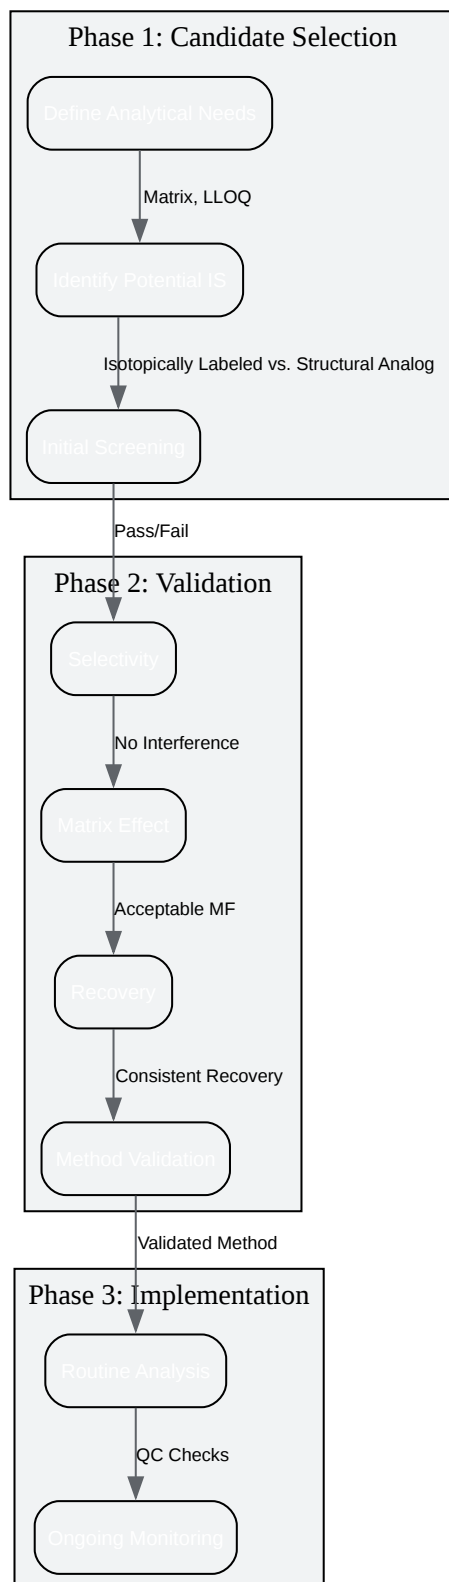 Phase 1: Candidate Selection
Define Analytical Needs
Matrix, LLOQ
Identify Potential IS
Isotopically Labeled vs. Structural Analog
Initial Screening
Pass/Fail
Phase 2: Validation
Selectivity
No Interference
Matrix Effect
Acceptable MF
Recovery
Consistent Recovery
Method Validation
Validated Method
Phase 3: Implementation
Routine Analysis
QC Checks
Ongoing Monitoring